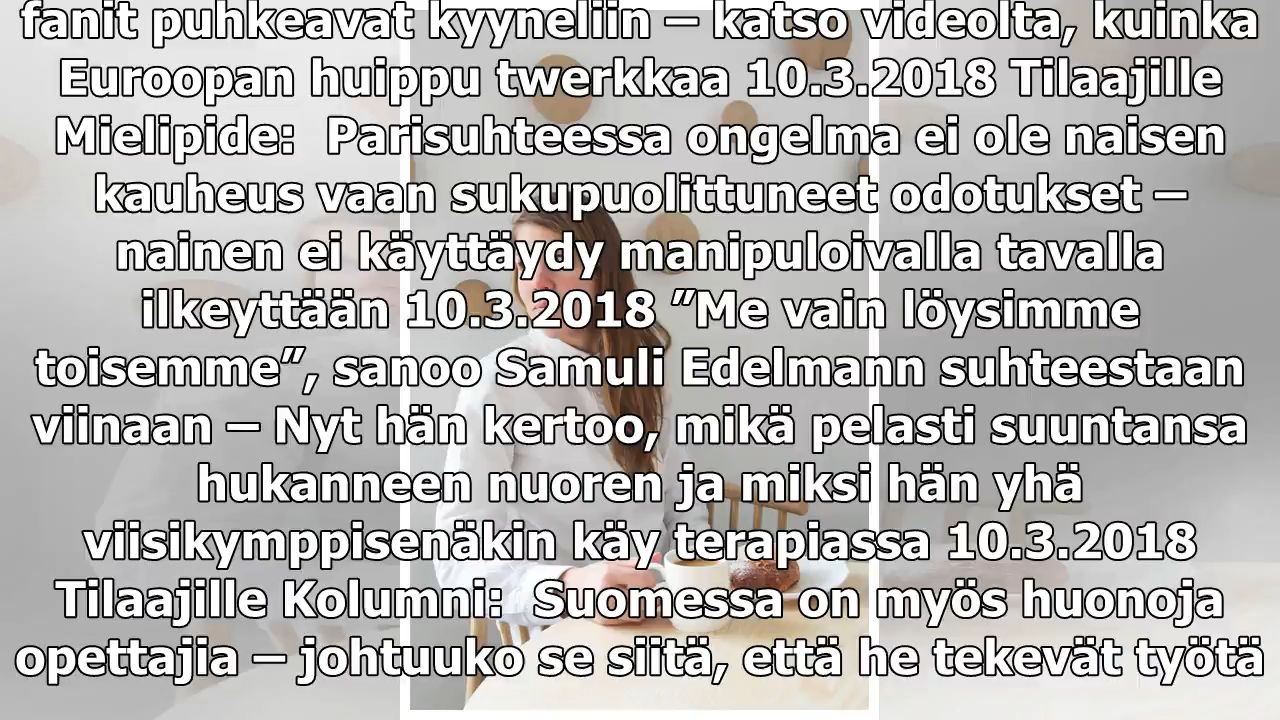 fanit puhkeavat kyyneliin – katso videolta, kuinka
Euroopan huippu twerkkaa 10.3.2018 Tilaajille
Mielipide:  Parisuhteessa ongelma ei ole naisen
kauheus vaan sukupuolittuneet odotukset –
nainen ei käyttäydy manipuloivalla tavalla
ilkeyttään 10.3.2018 ”Me vain löysimme
toisemme”, sanoo Samuli Edelmann suhteestaan
viinaan – Nyt hän kertoo, mikä pelasti suuntansa
hukanneen nuoren ja miksi hän yhä
viisikymppisenäkin käy terapiassa 10.3.2018
Tilaajille Kolumni:  Suomessa on myös huonoja
opettajia – johtuuko se siitä, että he tekevät työtä